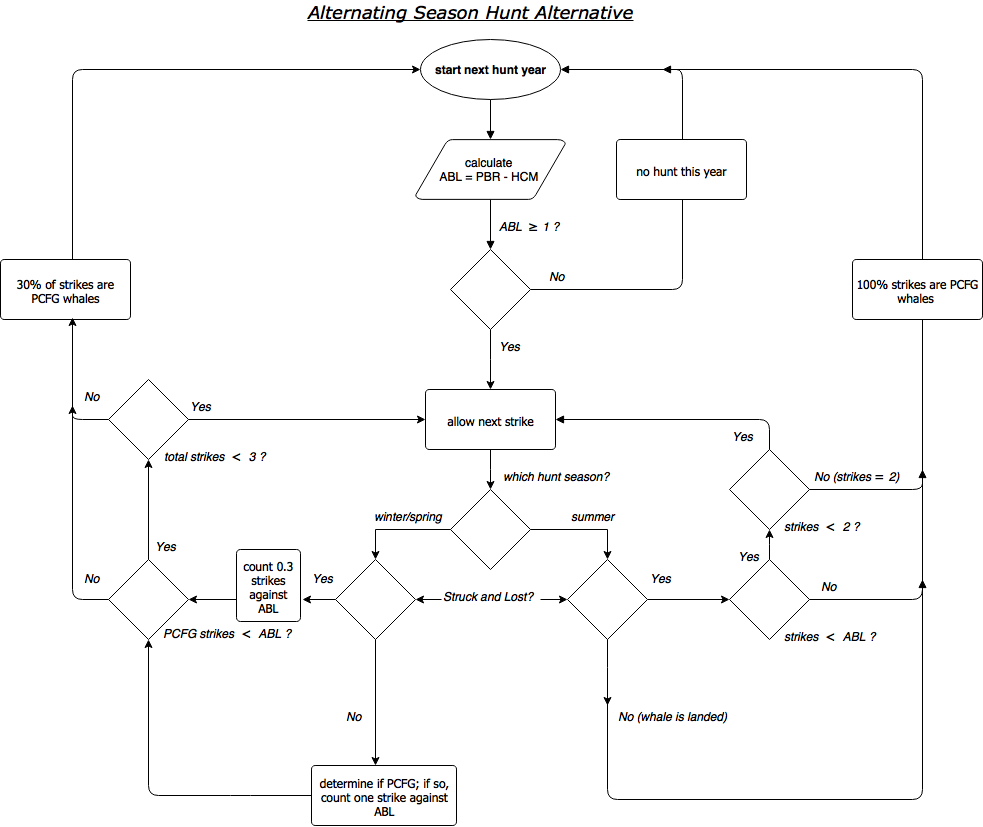 Alternating Season Hunt Alternative
start next hunt year
calculate
ABL = PBR - HCM
no hunt this year
ABL ≥ 1 ?
No
30% of strikes are
PCFG whales
100% strikes are PCFG
whales
Yes
No
Yes
allow next strike
total strikes < 3 ?
Yes
which hunt season?
No (strikes = 2)
winter/spring
summer
strikes < 2 ?
Yes
Yes
No
count 0.3
strikes
against
ABL
Yes
Struck and Lost?
Yes
No
PCFG strikes < ABL ?
strikes < ABL ?
No
No (whale is landed)
determine if PCFG; if so,
count one strike against
ABL